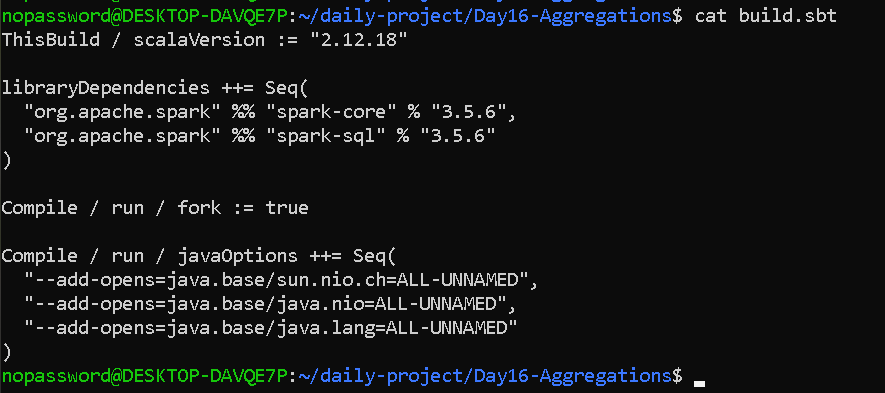 nopassword@DESKTOP-DAVQE7P:~/daily-project/Day16-Aggregations$ cat build.sbt
ThisBuild / scalaVersion := "2.12.18"
libraryDependencies ++= Seq(
  "org.apache.spark" %% "spark-core" % "3.5.6",
  "org.apache.spark" %% "spark-sql" % "3.5.6"
)
Compile / run / fork := true
Compile / run / javaOptions ++= Seq(
  "--add-opens=java.base/sun.nio.ch=ALL-UNNAMED",
  "--add-opens=java.base/java.nio=ALL-UNNAMED",
  "--add-opens=java.base/java.lang=ALL-UNNAMED"
)
nopassword@DESKTOP-DAVQE7P:~/daily-project/Day16-Aggregations$